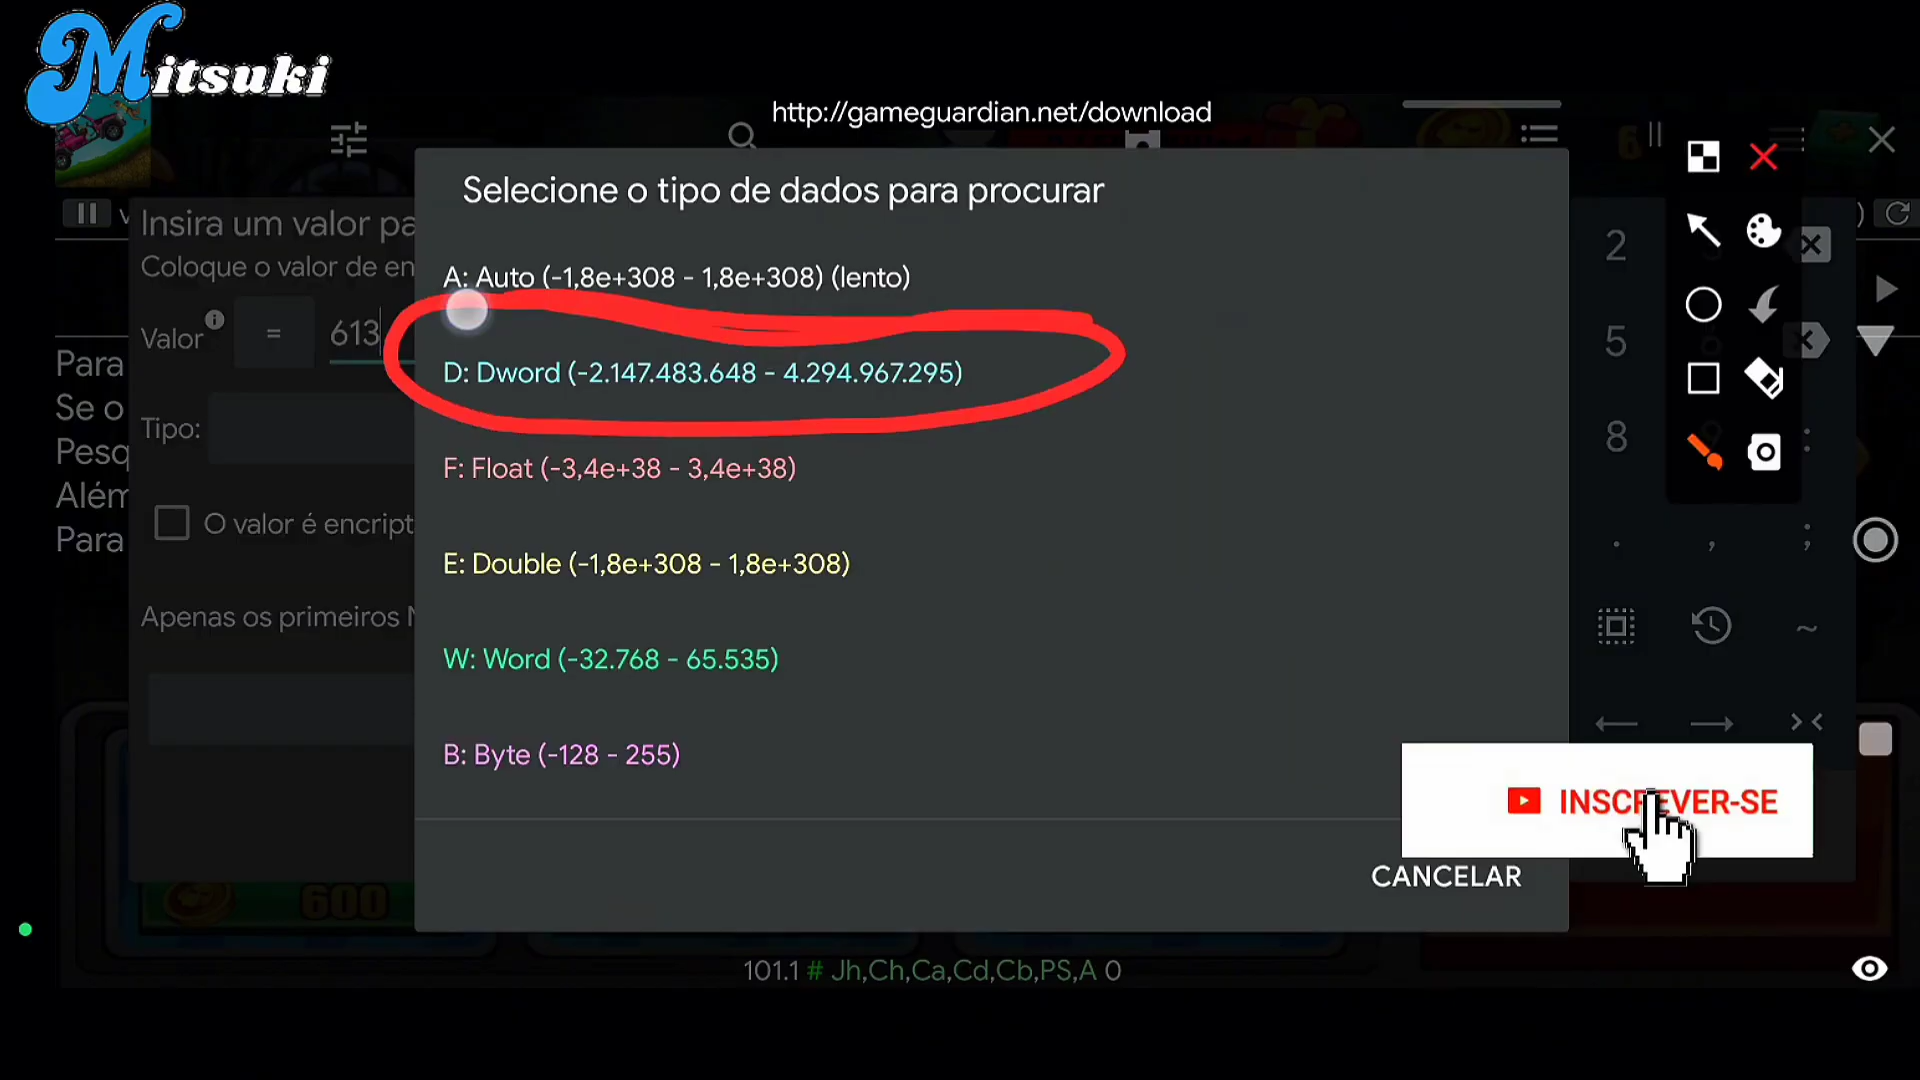 Mitsuki
http://gameguardian.net/download
Selecione o tipo de dados para procurar
Insira um valor pa
Coloque o valor de en
Valor = 613
Tipo:
O valor é encript
Apenas os primeiros
Para
Se o
Pesq
Além
Para
A: Auto (-1,8e+308 - 1,8e+308) (lento)
D: Dword (-2.147.483.648 - 4.294.967.295)
F: Float (-3,4e+38 - 3,4e+38)
E: Double (-1,8e+308 - 1,8e+308)
W: Word (-32.768 - 65.535)
B: Byte (-128 - 255)
2
5
8
. , ;
~
INSCREVER-SE
CANCELAR
600
101.1 # Jh,Ch,Ca,Cd,Cb,PS,A 0